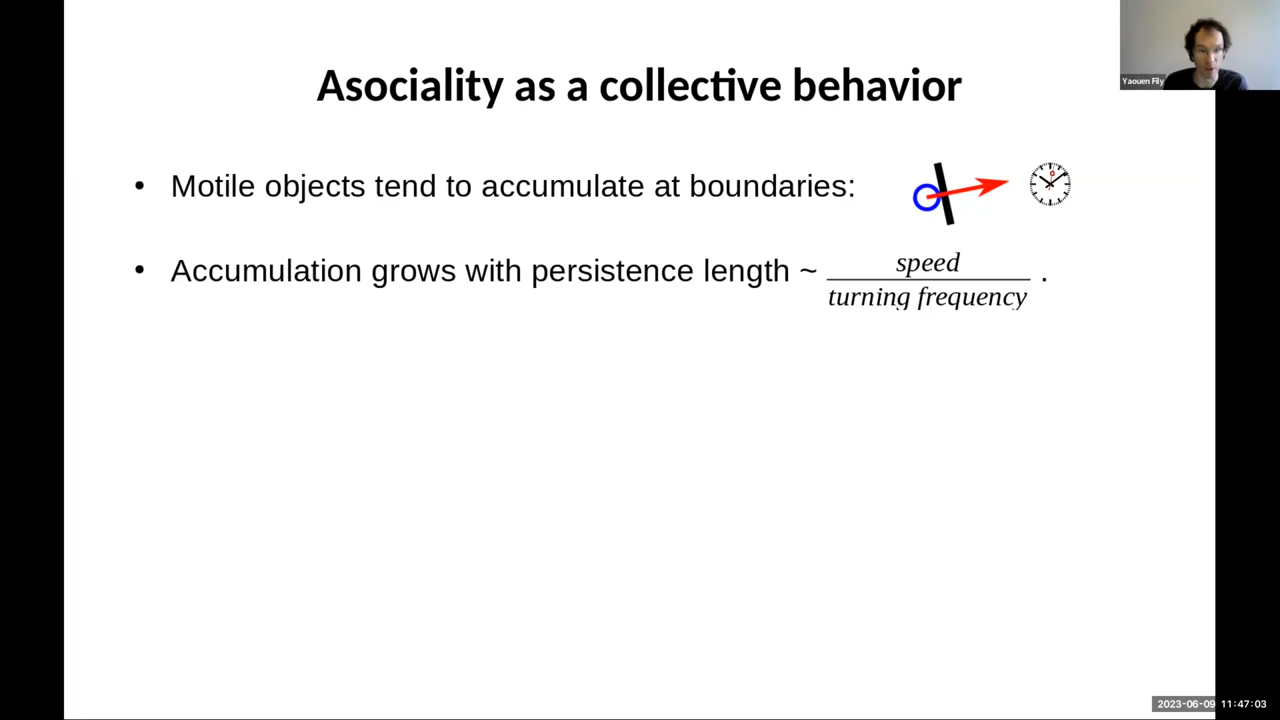 Asociality as a collective behavior
Yaouen Fily
• Motile objects tend to accumulate at boundaries:
• Accumulation grows with persistence length ~ speed / turning frequency .
2023-06-09 11:47:03